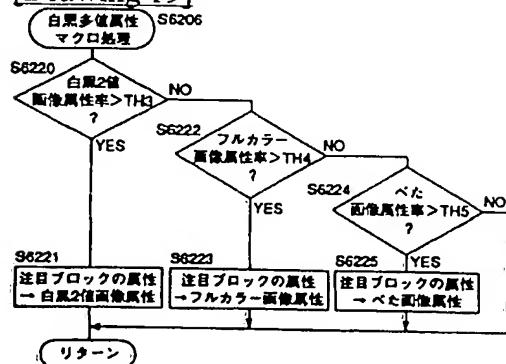 白黒多値属性
マクロ処理
S6206
S6220
白黒2値
画像属性率>TH3
?
NO
YES
S6222
フルカラー
画像属性率>TH4
?
NO
YES
S6224
べた
画像属性率>TH5
?
NO
YES
S6221
注目ブロックの属性
→白黒2値画像属性
S6223
注目ブロックの属性
→フルカラー画像属性
S6225
注目ブロックの属性
→べた画像属性
リターン